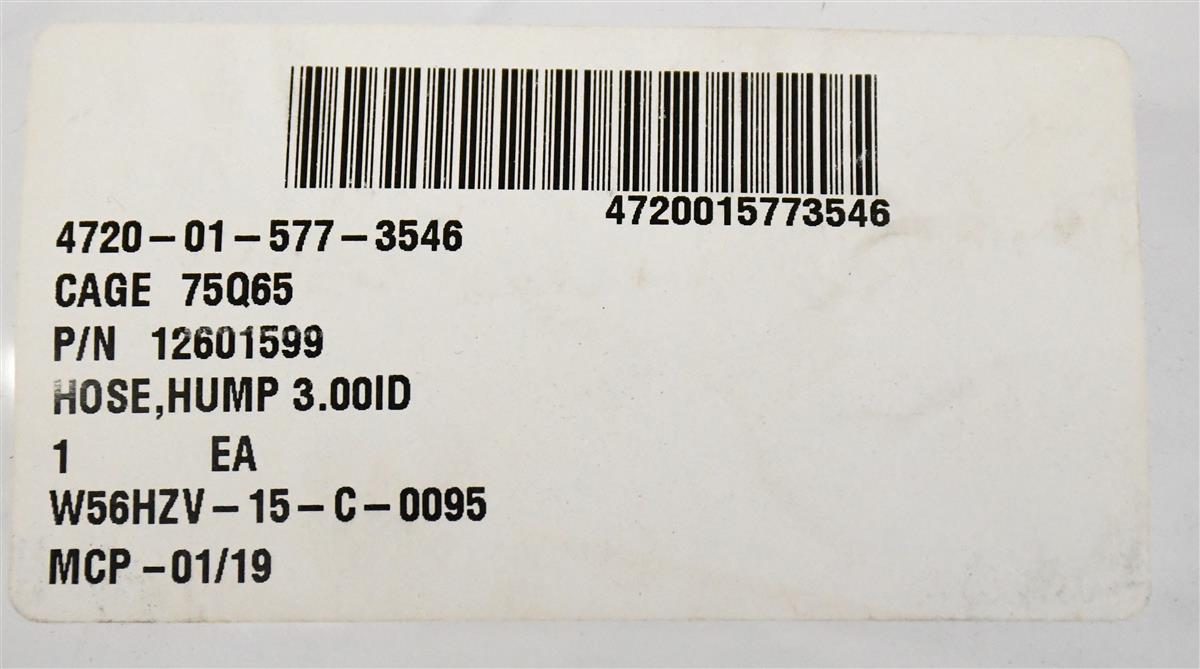 4720015773546
4720-01-577-3546
CAGE 75Q65
P/N 12601599
HOSE,HUMP 3.00ID
1 EA
W56HZV-15-C-0095
MCP-01/19